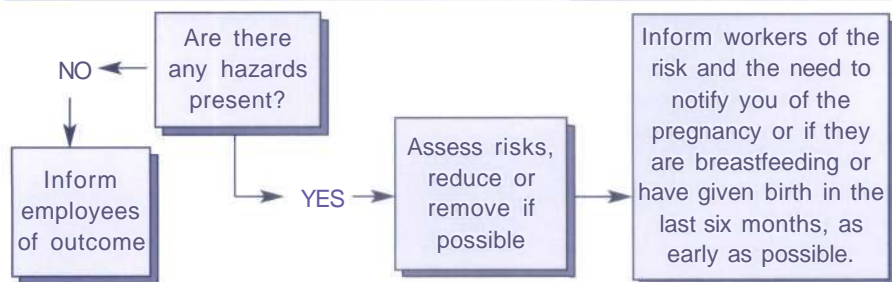 Are there
any hazards
present?
NO
Inform
employees
of outcome
YES
Assess risks,
reduce or
remove if
possible
Inform workers of the
risk and the need to
notify you of the
pregnancy or if they
are breastfeeding or
have given birth in the
last six months, as
early as possible.